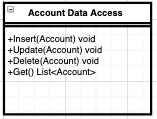 Account Data Access
+Insert(Account) void
+Update(Account) void
+Delete(Account) void
+Get() List<Account>